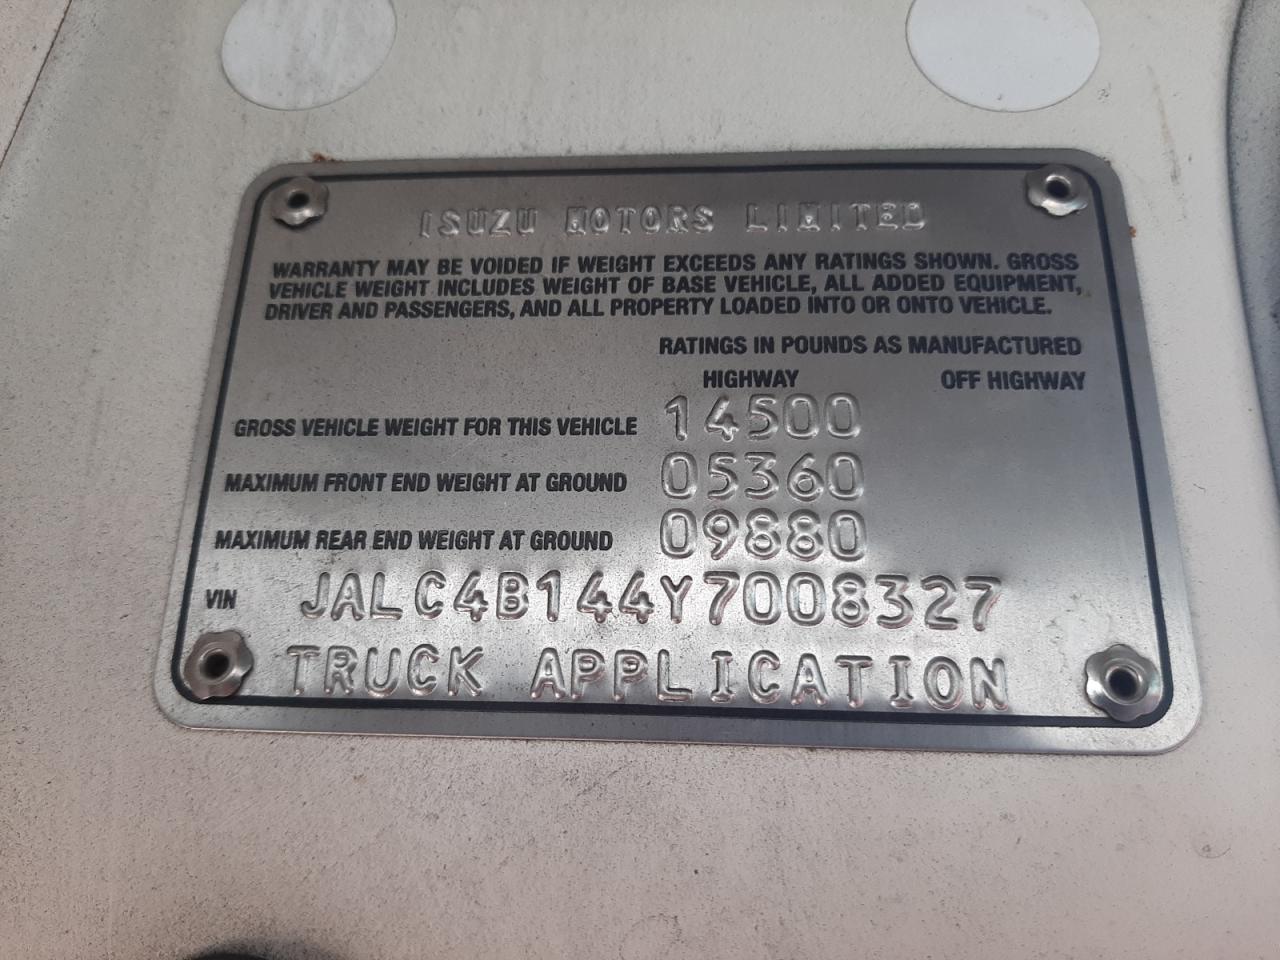 ISUZU MOTORS LIMITED
WARRANTY MAY BE VOIDED IF WEIGHT EXCEEDS ANY RATINGS SHOWN. GROSS
VEHICLE WEIGHT INCLUDES WEIGHT OF BASE VEHICLE, ALL ADDED EQUIPMENT,
DRIVER AND PASSENGERS, AND ALL PROPERTY LOADED INTO OR ONTO VEHICLE.
RATINGS IN POUNDS AS MANUFACTURED
HIGHWAY OFF HIGHWAY
GROSS VEHICLE WEIGHT FOR THIS VEHICLE 14500
MAXIMUM FRONT END WEIGHT AT GROUND 05360
MAXIMUM REAR END WEIGHT AT GROUND 09880
VIN JALC4B144Y7008327
TRUCK APPLICATION